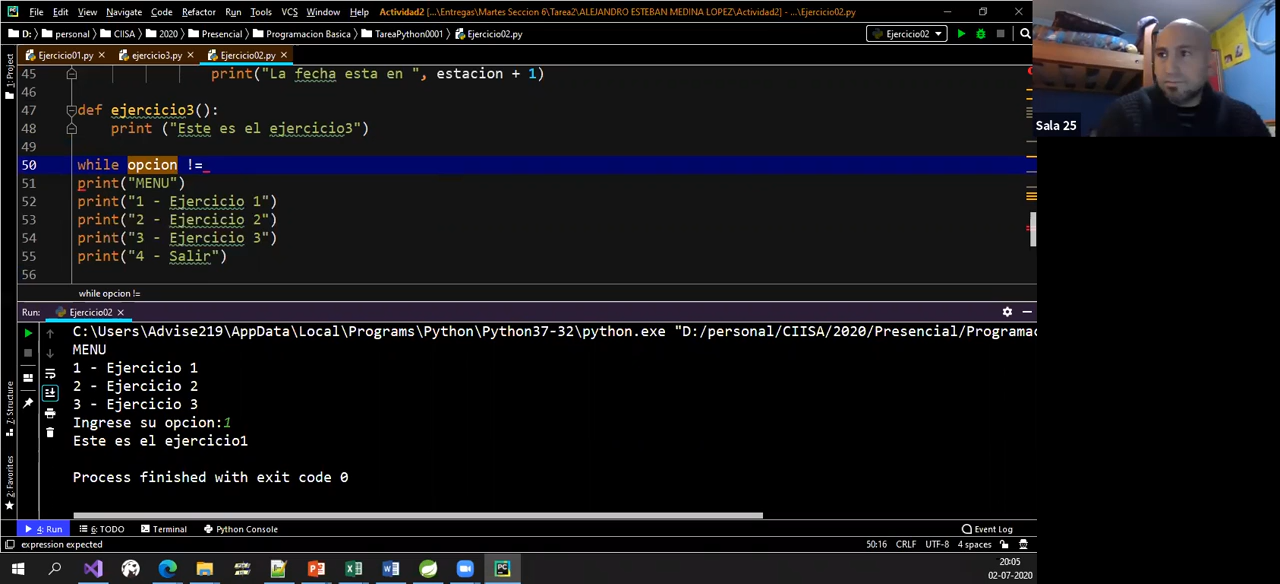 File Edit View Navigate Code Refactor Run Tools VCS Window Help Actividad2 [...\Entregas\Martes Seccion 6\Tarea2\ALEJANDRO ESTEBAN MEDINA LOPEZ\Actividad2] - ...\Ejercicio02.py
D: personal CIISA 2020 Presencial Programacion Basica TareaPython0001 Ejercicio02.py Ejercicio02
Ejercicio01.py ejercicio3.py Ejercicio02.py
1: Project
45 print("La fecha esta en ", estacion + 1)
46
47 def ejercicio3():
48 print ("Este es el ejercicio3")
49
50 while opcion !=
51 print("MENU")
52 print("1 - Ejercicio 1")
53 print("2 - Ejercicio 2")
54 print("3 - Ejercicio 3")
55 print("4 - Salir")
56
while opcion !=
Sala 25
Run: Ejercicio02
C:\Users\Advise219\AppData\Local\Programs\Python\Python37-32\python.exe "D:/personal/CIISA/2020/Presencial/Programac
MENU
1 - Ejercicio 1
2 - Ejercicio 2
3 - Ejercicio 3
Ingrese su opcion:1
Este es el ejercicio1
Process finished with exit code 0
7: Structure
2: Favorites
4: Run 6: TODO Terminal Python Console Event Log
expression expected 50:16 CRLF UTF-8 4 spaces
20:05
02-07-2020